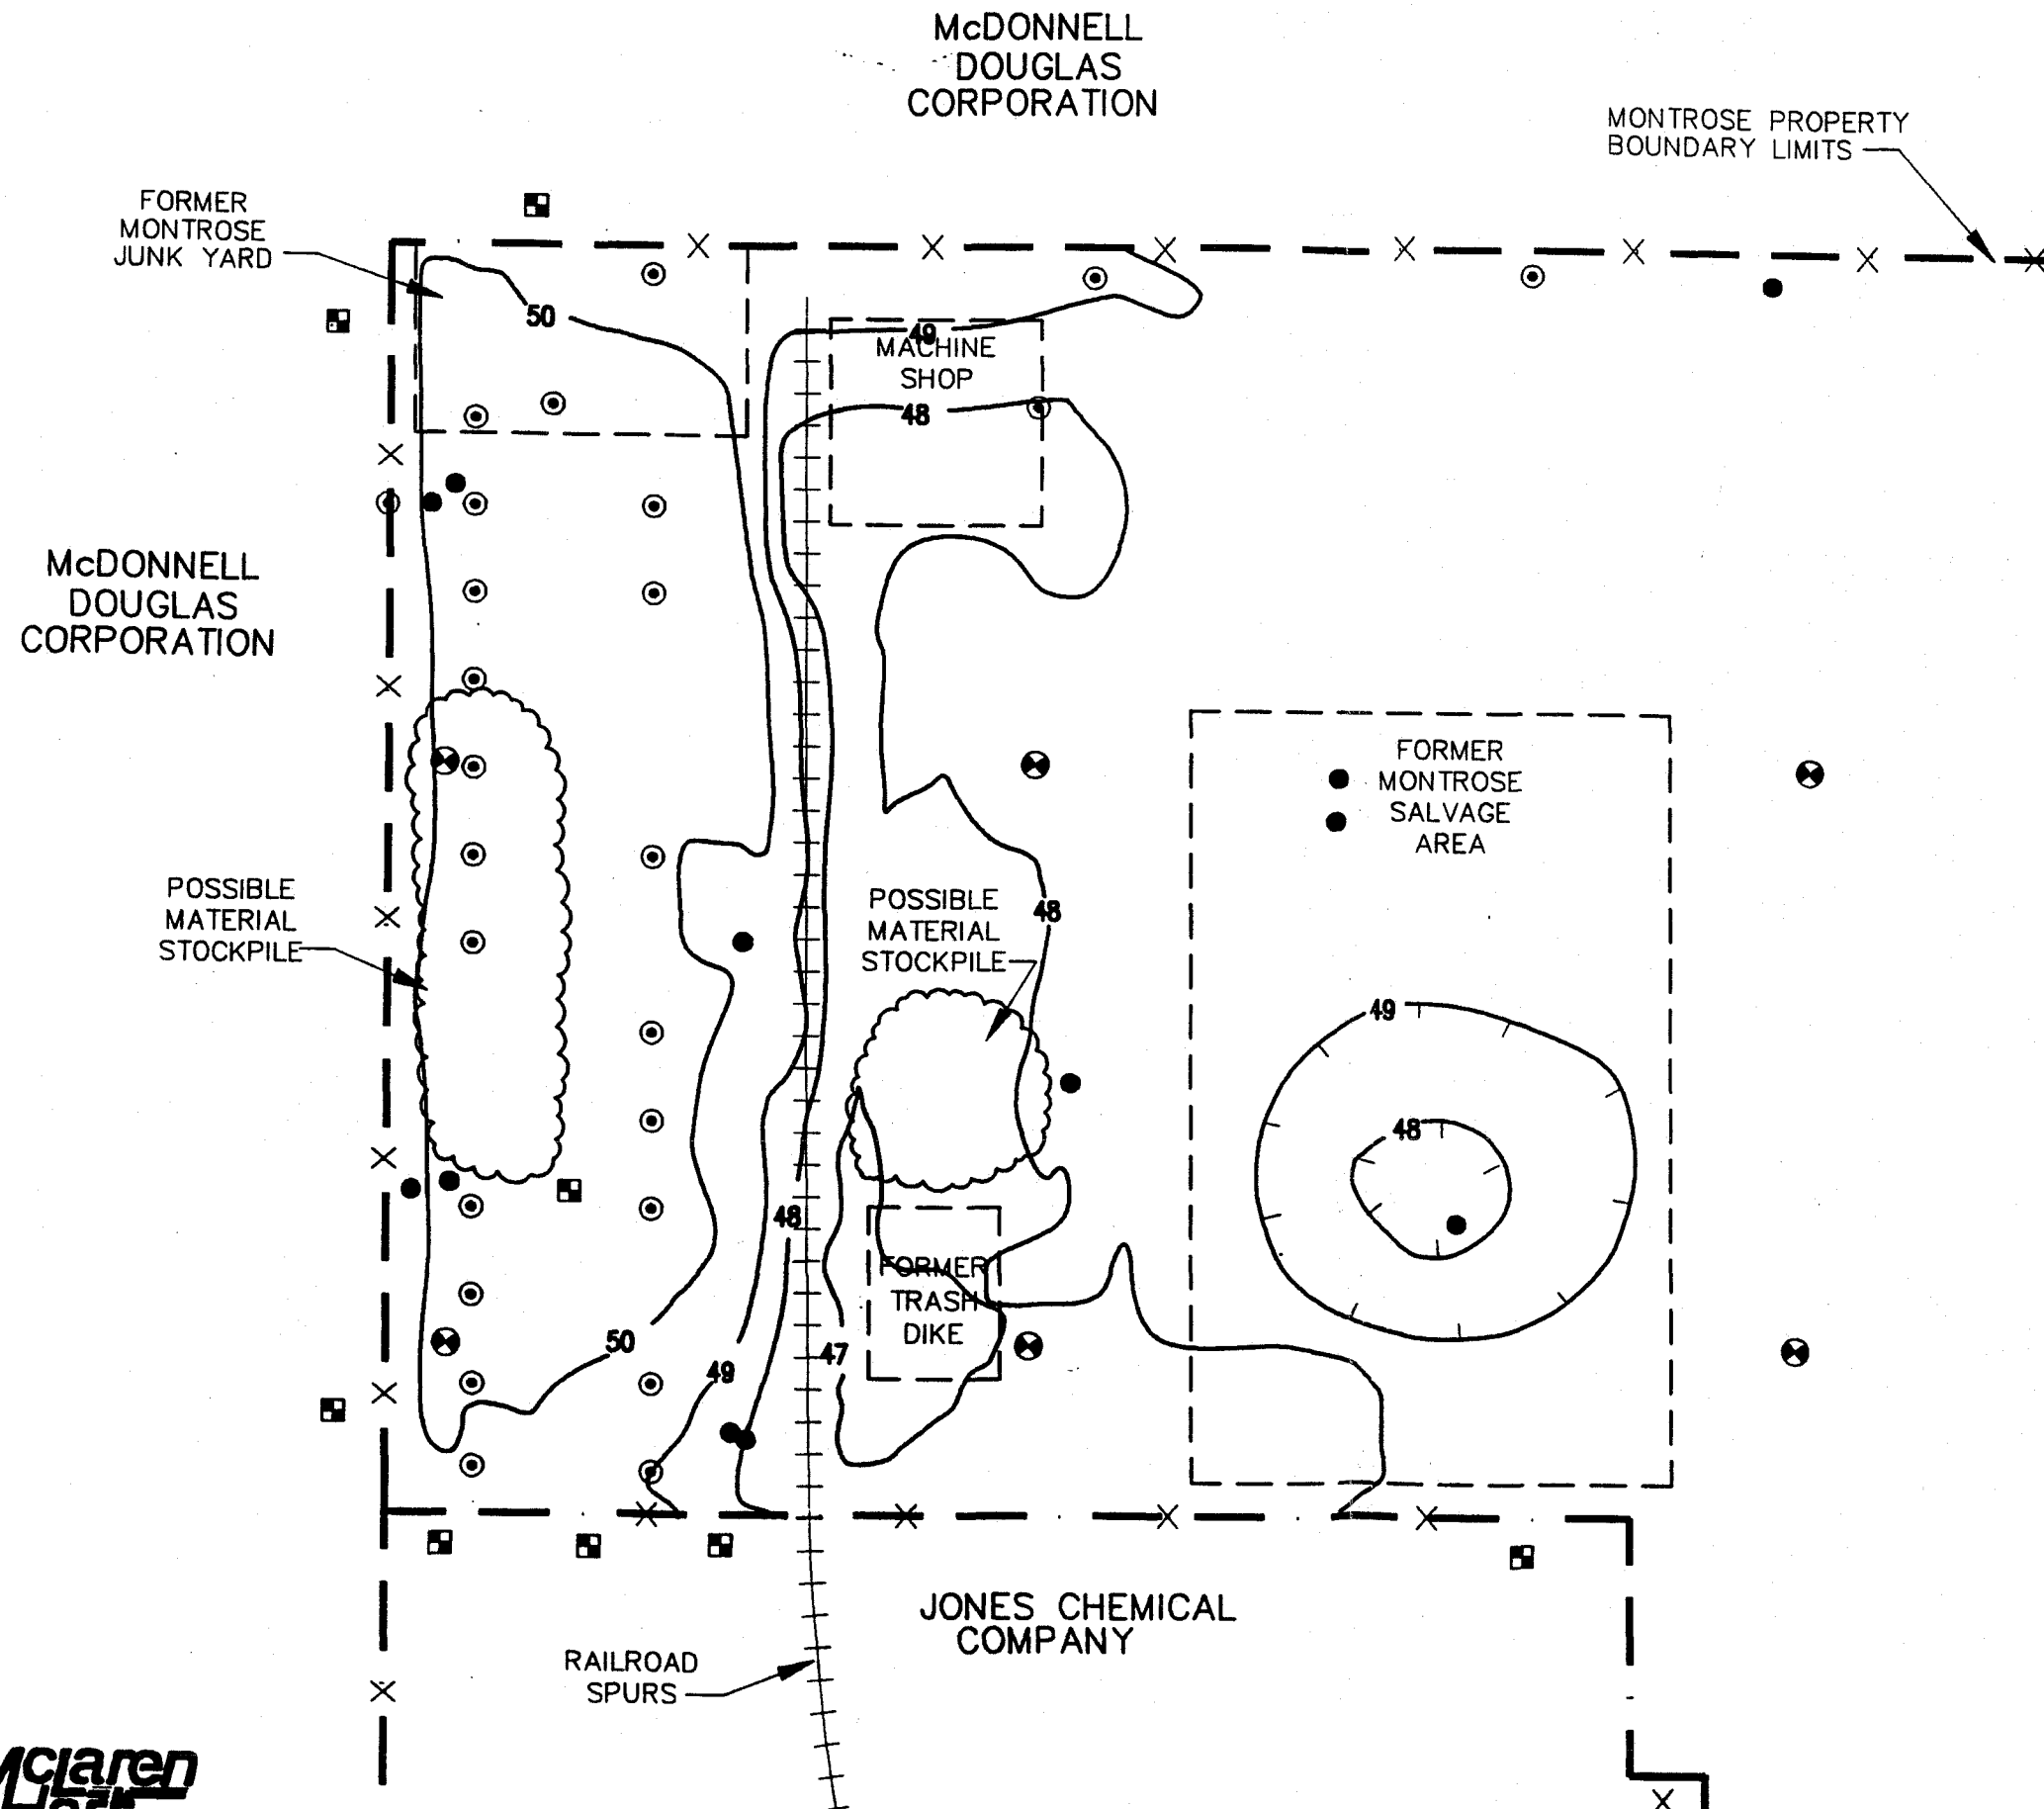 McDONNELL
DOUGLAS
CORPORATION
MONTROSE PROPERTY
BOUNDARY LIMITS
FORMER
MONTROSE
JUNK YARD
50
49
MACHINE
SHOP
48
McDONNELL
DOUGLAS
CORPORATION
FORMER
MONTROSE
SALVAGE
AREA
POSSIBLE
MATERIAL
STOCKPILE
POSSIBLE
MATERIAL
STOCKPILE
48
49
48
48
FORMER
TRASH
DIKE
50
49
47
JONES CHEMICAL
COMPANY
RAILROAD
SPURS
McLaren